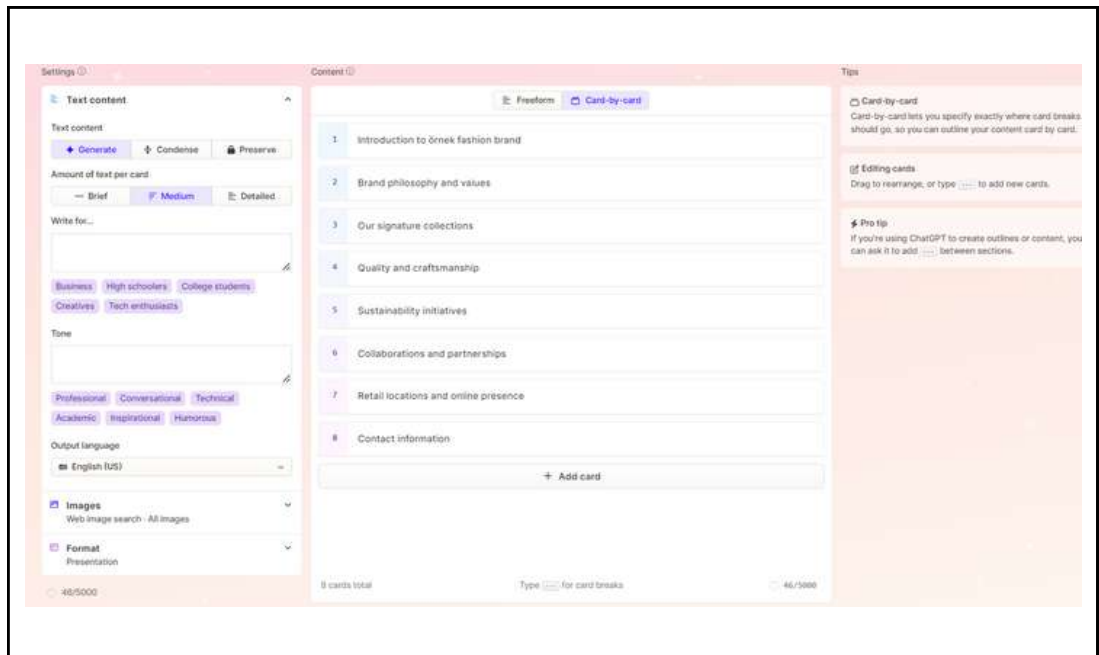 Settings
Text content
Text content
Generate Condense Preserve
Amount of text per card
Brief Medium Detailed
Write for...
Business High schoolers College students
Creatives Tech enthusiasts
Tone
Professional Conversational Technical
Academic Inspirational Humorous
Output language
English (US)
Images
Web image search · All images
Format
Presentation
46/5000
Content
Freeform Card-by-card
1 Introduction to örnek fashion brand
2 Brand philosophy and values
3 Our signature collections
4 Quality and craftsmanship
5 Sustainability initiatives
6 Collaborations and partnerships
7 Retail locations and online presence
8 Contact information
+ Add card
8 cards total Type --- for card breaks 46/5000
Tips
Card-by-card
Card-by-card lets you specify exactly where card breaks
should go, so you can outline your content card by card.
Editing cards
Drag to rearrange, or type --- to add new cards.
Pro tip
If you're using ChatGPT to create outlines or content, you
can ask it to add --- between sections.